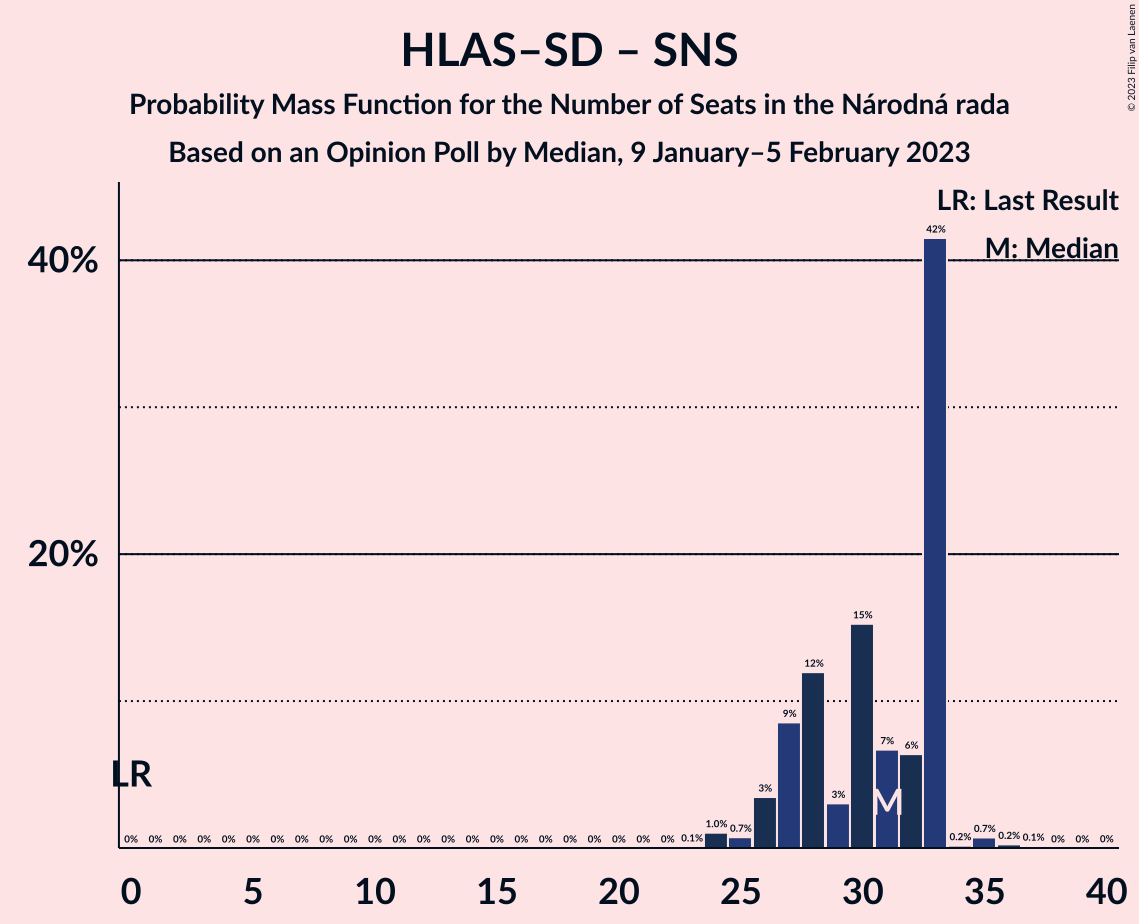 HLAS–SD – SNS
Probability Mass Function for the Number of Seats in the Národná rada
Based on an Opinion Poll by Median, 9 January–5 February 2023
© 2023 Filip van Laenen
LR: Last Result
M: Median
40%
20%
42%
15%
12%
9%
7%
6%
3%
3%
M
LR
0% 0% 0% 0% 0% 0% 0% 0% 0% 0% 0% 0% 0% 0% 0% 0% 0% 0% 0% 0% 0% 0% 0% 0.1% 1.0% 0.7% 0.2% 0.7% 0.2% 0.1% 0% 0% 0%
0 5 10 15 20 25 30 35 40